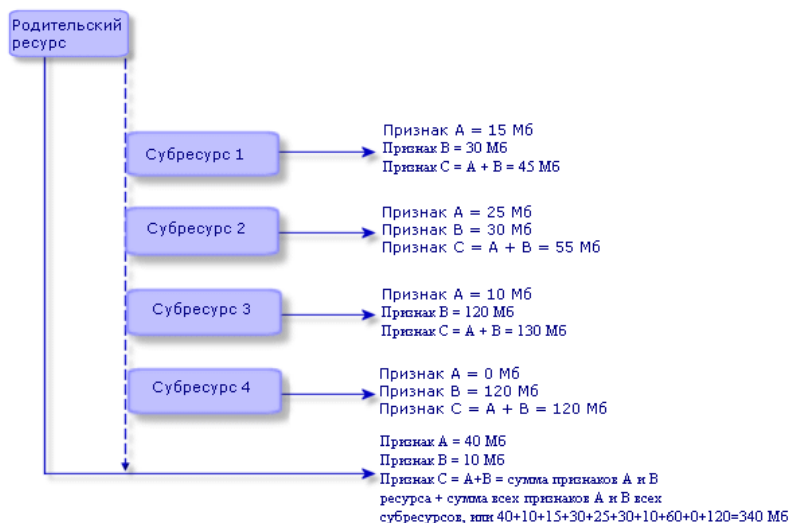 Родительский
ресурс
Субресурс 1
Признак A = 15 Мб
Признак B = 30 Мб
Признак C = A + B = 45 Мб
Субресурс 2
Признак A = 25 Мб
Признак B = 30 Мб
Признак C = A + B = 55 Мб
Субресурс 3
Признак A = 10 Мб
Признак B = 120 Мб
Признак C = A + B = 130 Мб
Субресурс 4
Признак A = 0 Мб
Признак B = 120 Мб
Признак C = A + B = 120 Мб
Признак A = 40 Мб
Признак B = 10 Мб
Признак C = A+B = сумма признаков A и B
ресурса + сумма всех признаков A и B всех
субресурсов, или 40+10+15+30+25+30+10+60+0+120=340 Мб